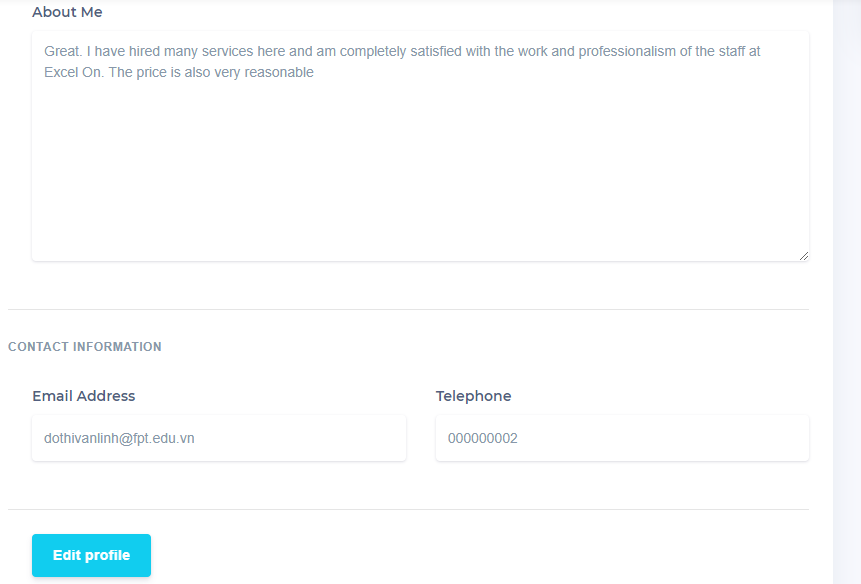 About Me
Great. I have hired many services here and am completely satisfied with the work and professionalism of the staff at
Excel On. The price is also very reasonable
CONTACT INFORMATION
Email Address
Telephone
dothivanlinh@fpt.edu.vn
000000002
Edit profile